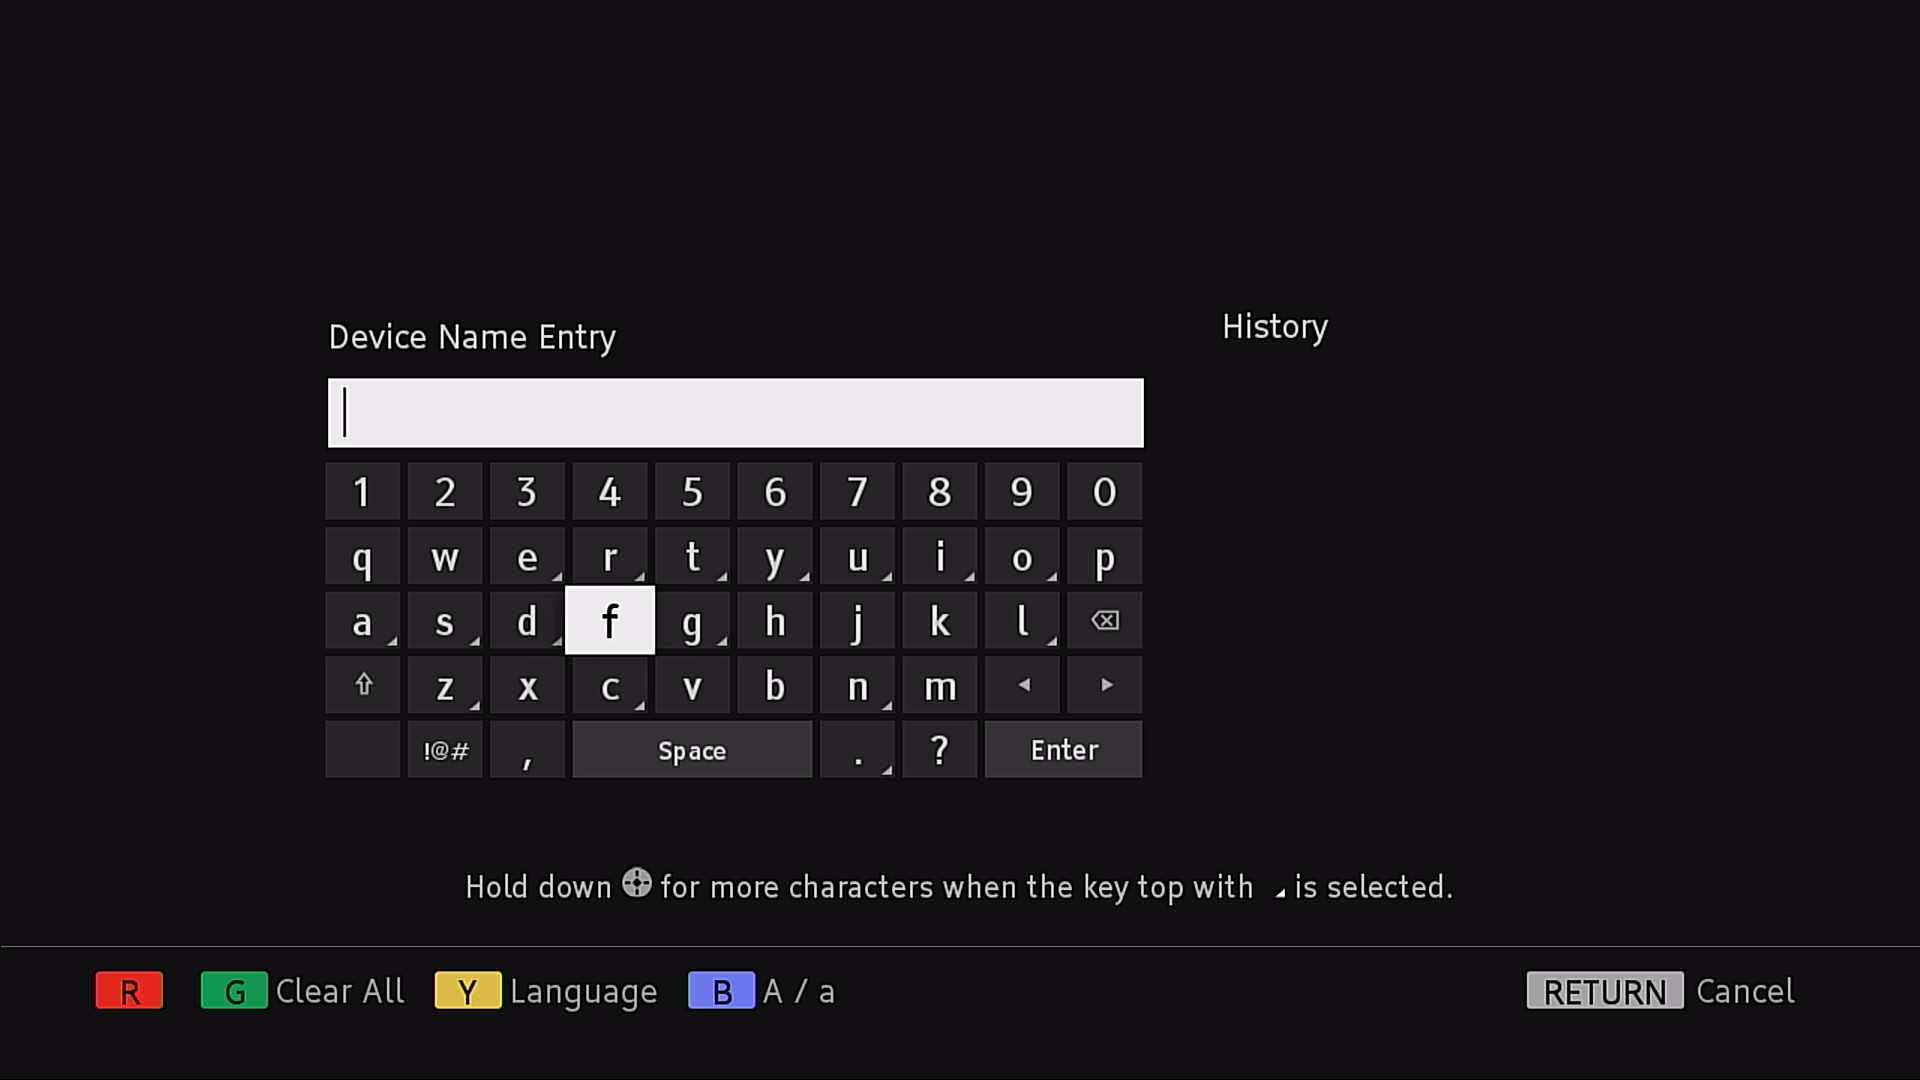 Device Name Entry
History
1 2 3 4 5 6 7 8 9 0
q w e r t y u i o p
a s d f g h j k l
z x c v b n m
!@# , Space . ? Enter
Hold down for more characters when the key top with is selected.
R G Clear All Y Language B A / a RETURN Cancel